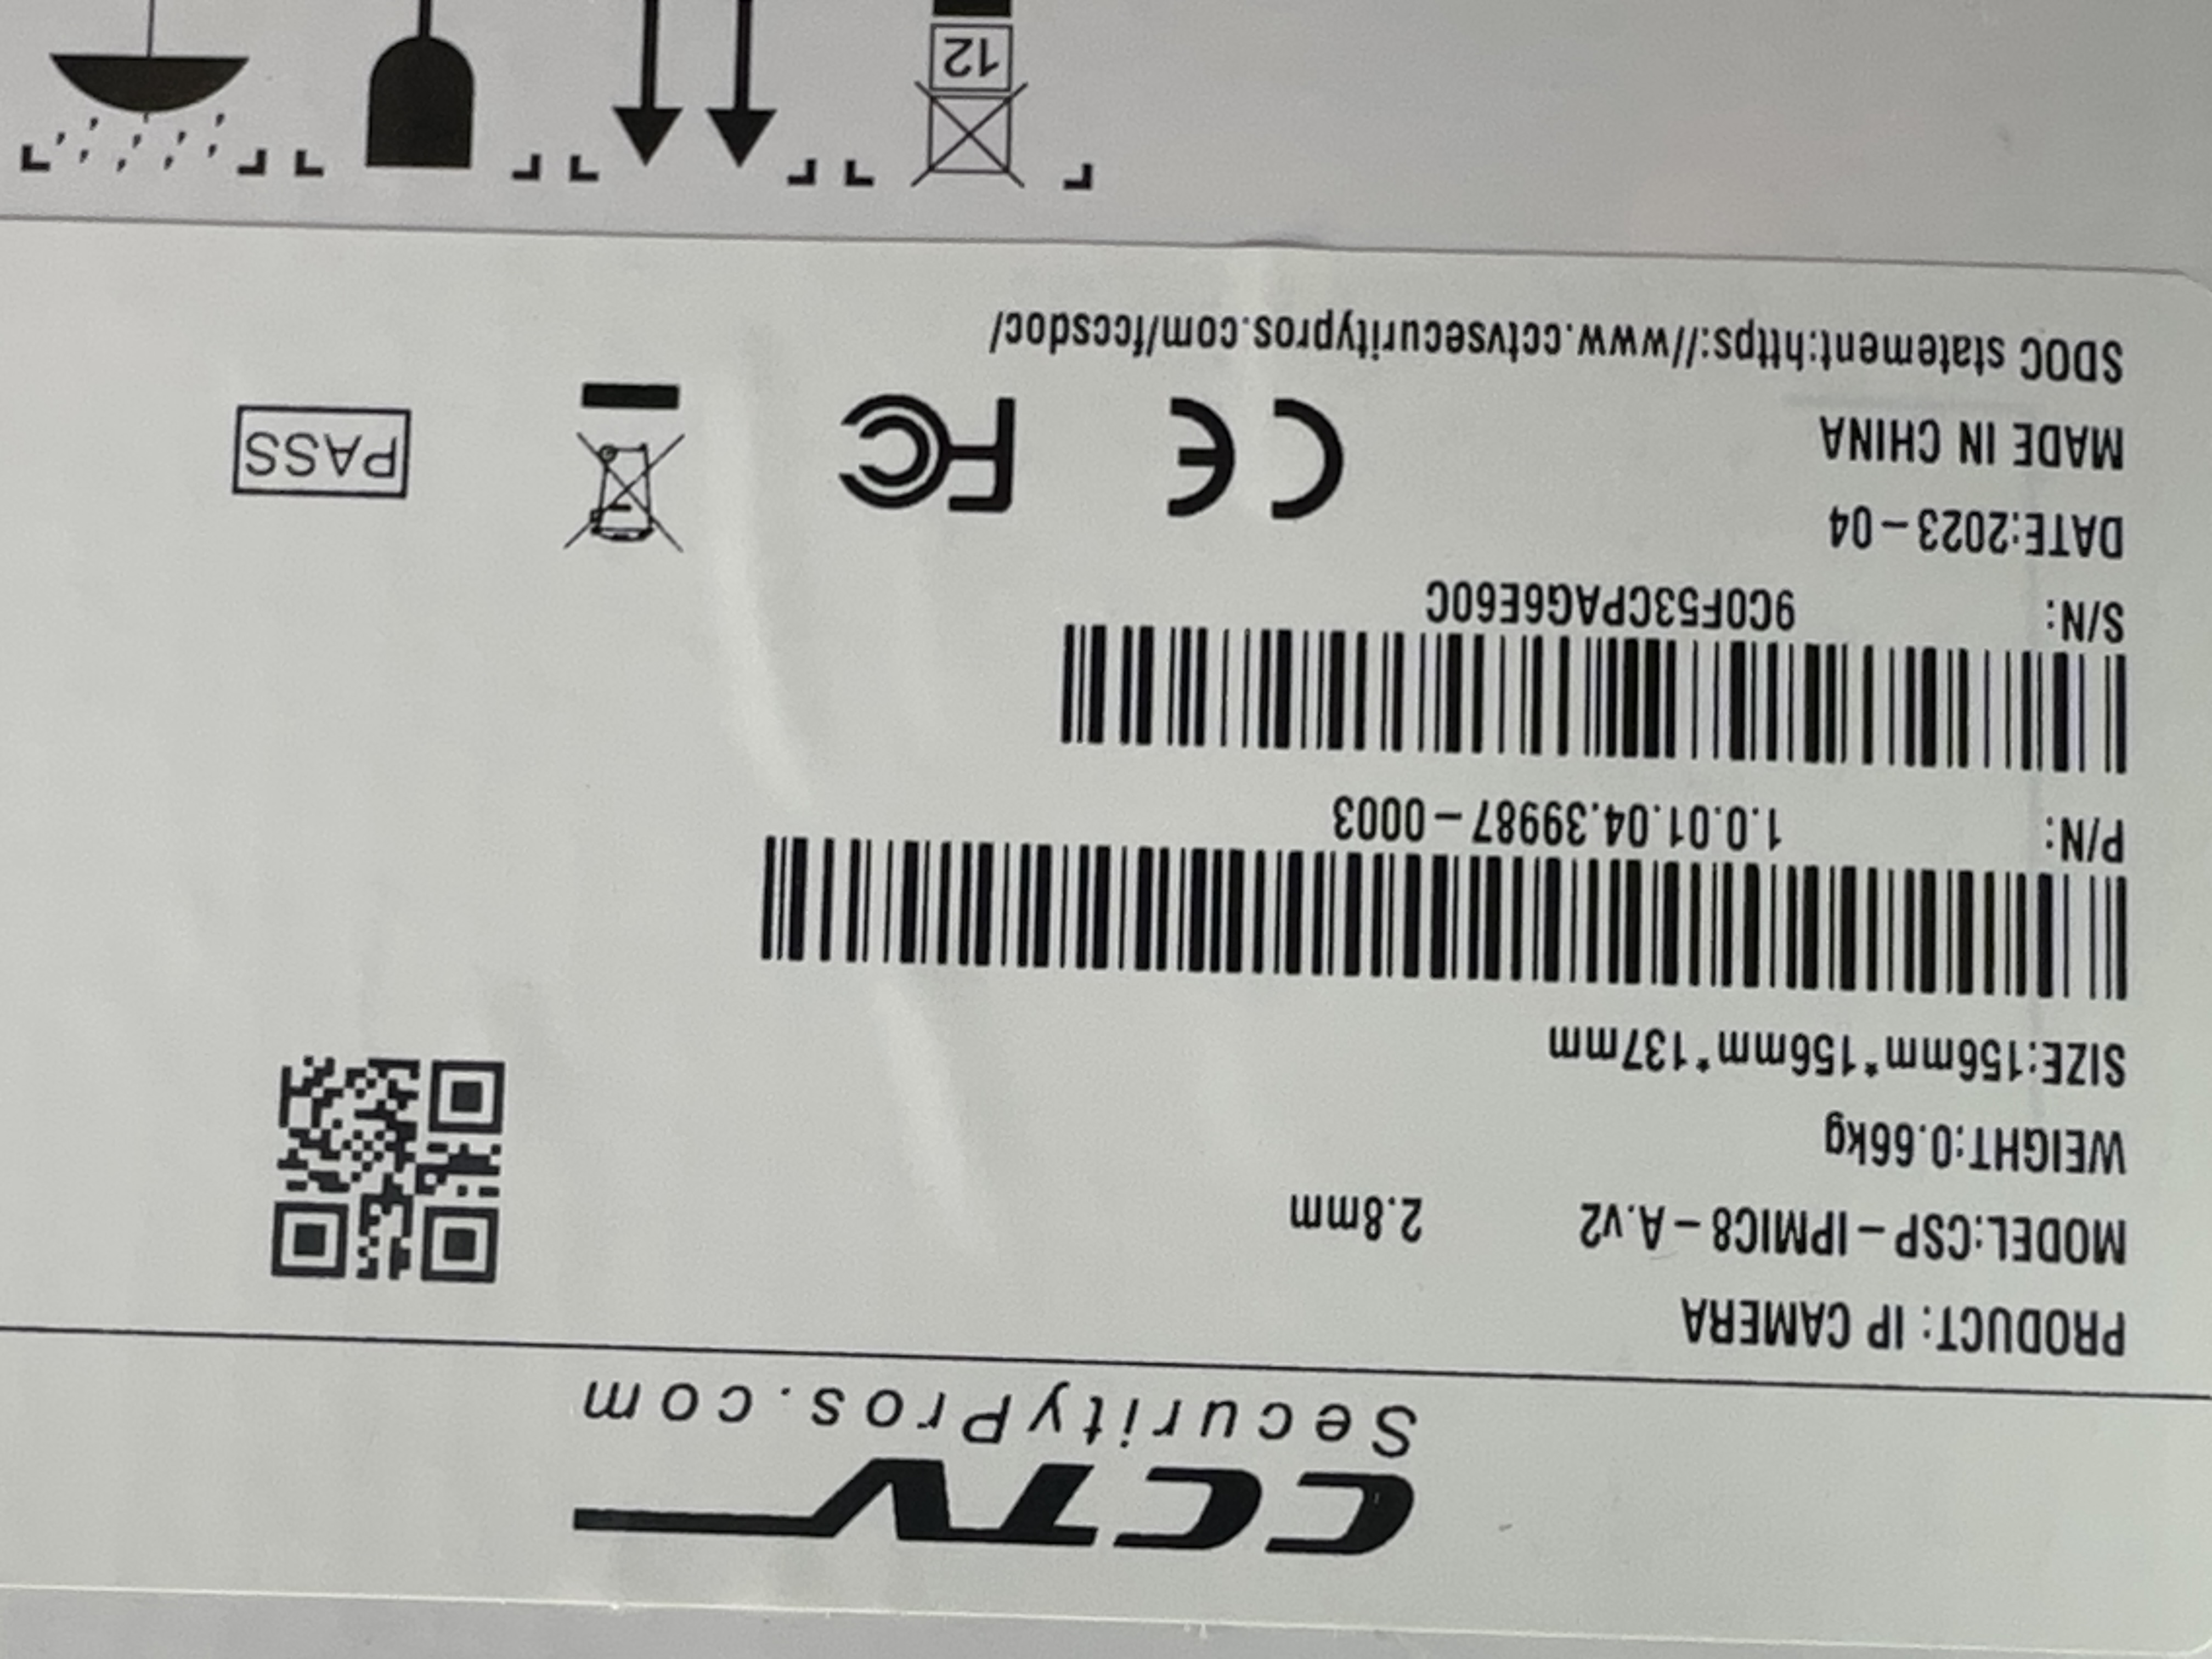 CCTV
SecurityPros.com
PRODUCT: IP CAMERA
MODEL:CSP-IPMIC8-A.v2 2.8mm
WEIGHT:0.66kg
SIZE:156mm*156mm*137mm
P/N: 1.0.01.04.39987-0003
S/N: 9C0F53CPAG6E60C
DATE:2023-04
MADE IN CHINA
CE FC
PASS
SDOC statement:https://www.cctvsecuritypros.com/fccsdoc/
12